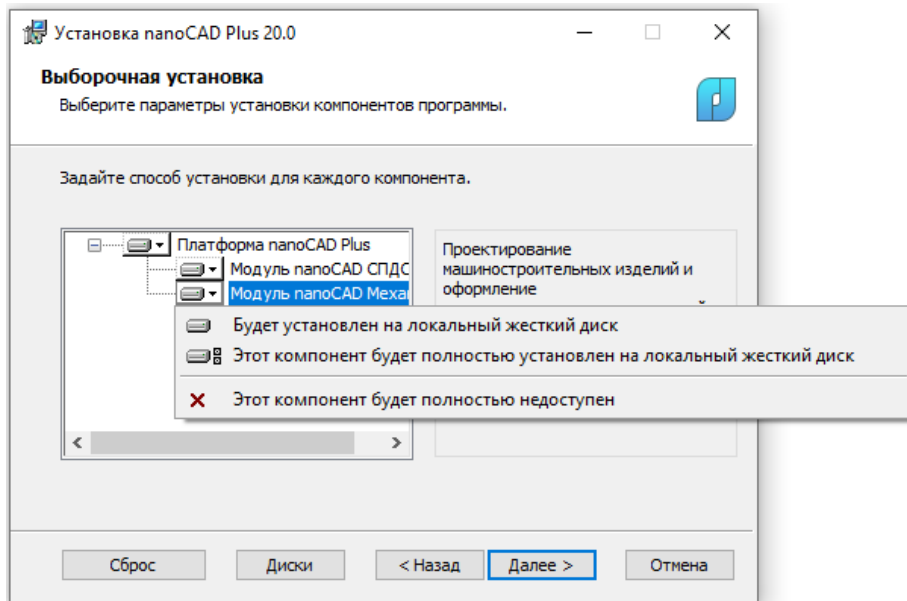 Установка nanoCAD Plus 20.0
Выборочная установка
Выберите параметры установки компонентов программы.
Задайте способ установки для каждого компонента.
Платформа nanoCAD Plus
Модуль nanoCAD СПДС
Модуль nanoCAD Меха
Проектирование
машиностроительных изделий и
оформление
Будет установлен на локальный жесткий диск
Этот компонент будет полностью установлен на локальный жесткий диск
Этот компонент будет полностью недоступен
Сброс
Диски
< Назад
Далее >
Отмена